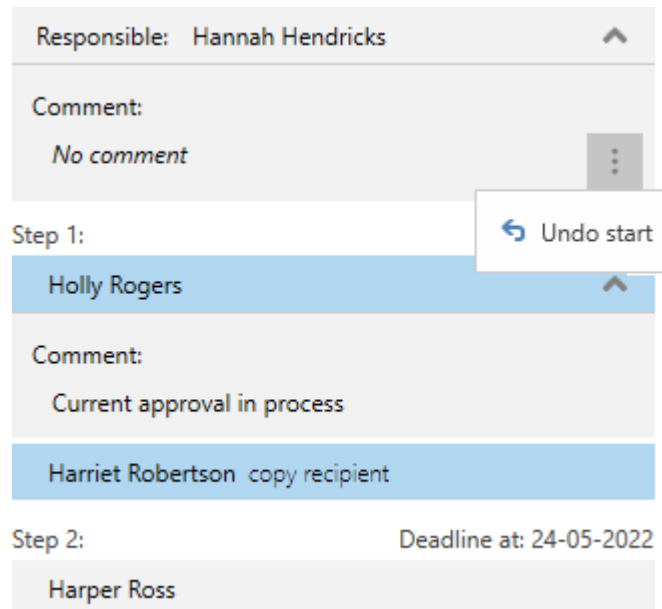 Responsible: Hannah Hendricks
Comment:
No comment
Undo start
Step 1:
Holly Rogers
Comment:
Current approval in process
Harriet Robertson copy recipient
Step 2: Deadline at: 24-05-2022
Harper Ross